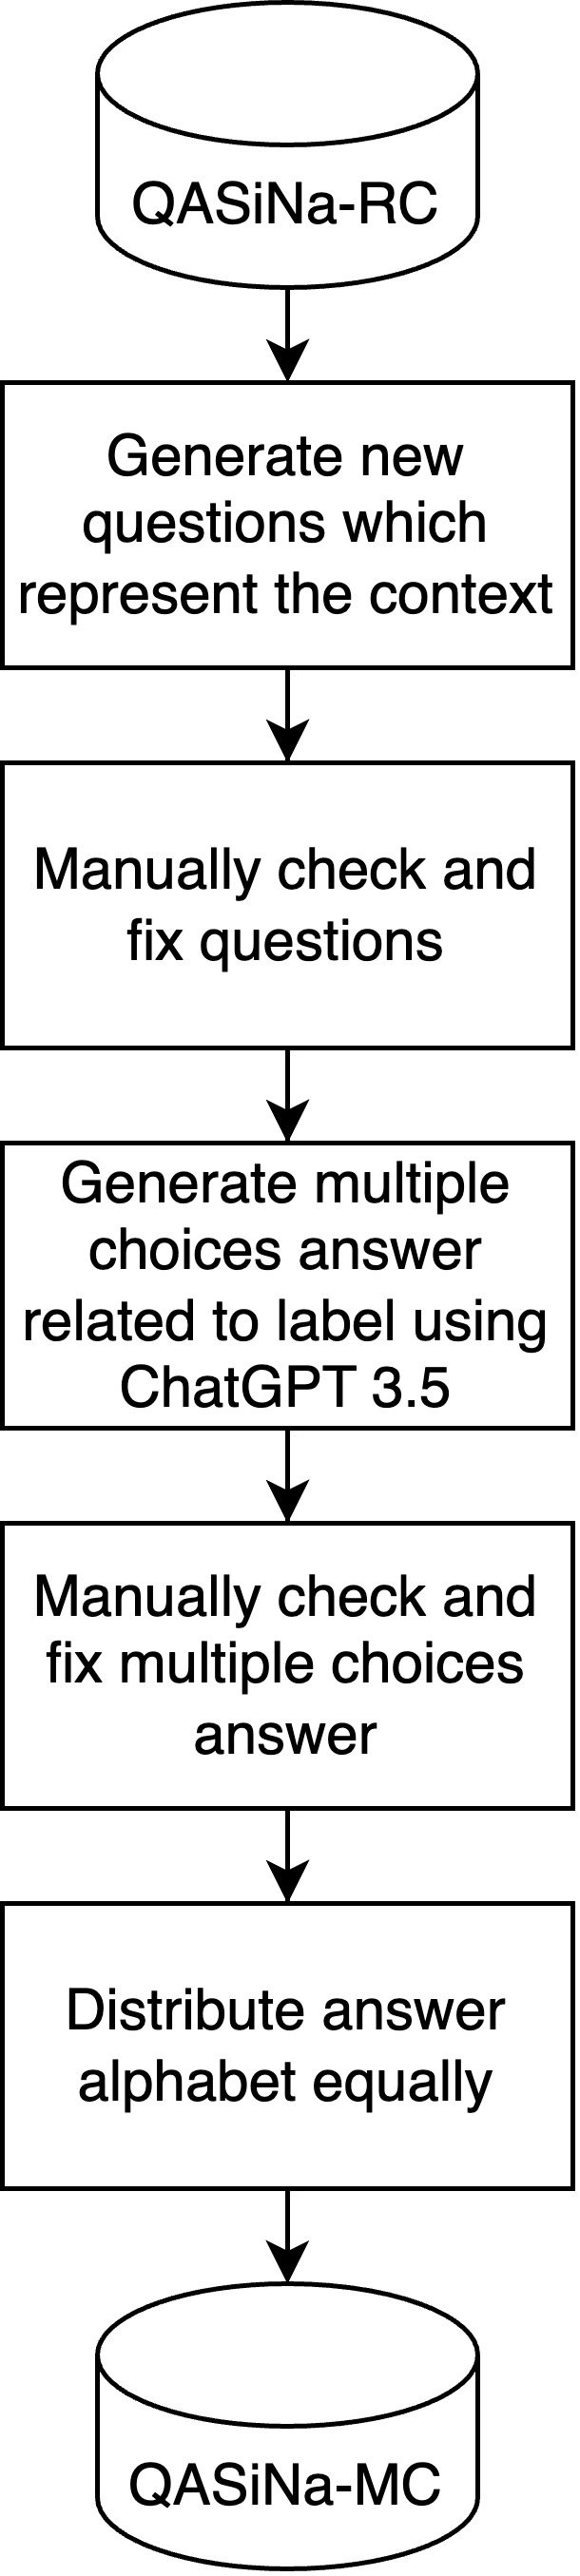 QASiNa-RC
Generate new
questions which
represent the context
Manually check and
fix questions
Generate multiple
choices answer
related to label using
ChatGPT 3.5
Manually check and
fix multiple choices
answer
Distribute answer
alphabet equally
QASiNa-MC